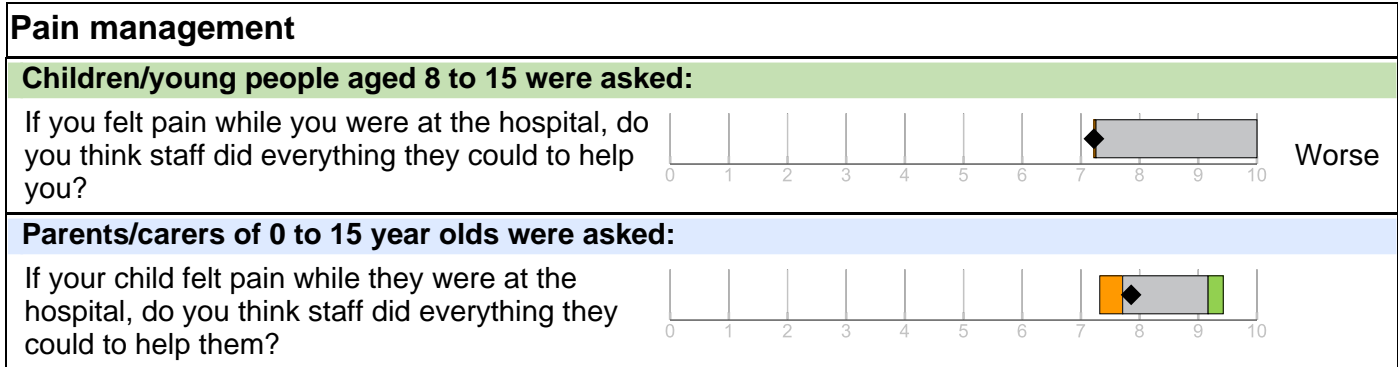 Pain management
Children/young people aged 8 to 15 were asked:
If you felt pain while you were at the hospital, do
you think staff did everything they could to help
you?
0 1 2 3 4 5 6 7 8 9 10
Worse
Parents/carers of 0 to 15 year olds were asked:
If your child felt pain while they were at the
hospital, do you think staff did everything they
could to help them?
0 1 2 3 4 5 6 7 8 9 10